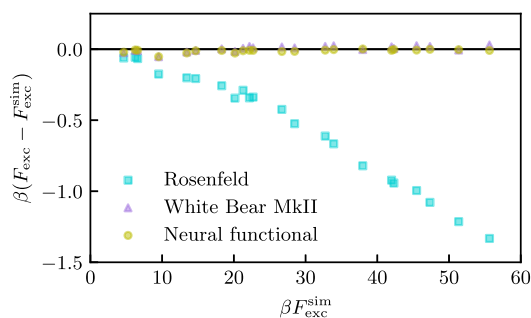 0.0
−0.5
−1.0
−1.5
β(F_exc − F_exc^sim)
Rosenfeld
White Bear MkII
Neural functional
0 10 20 30 40 50 60
βF_exc^sim